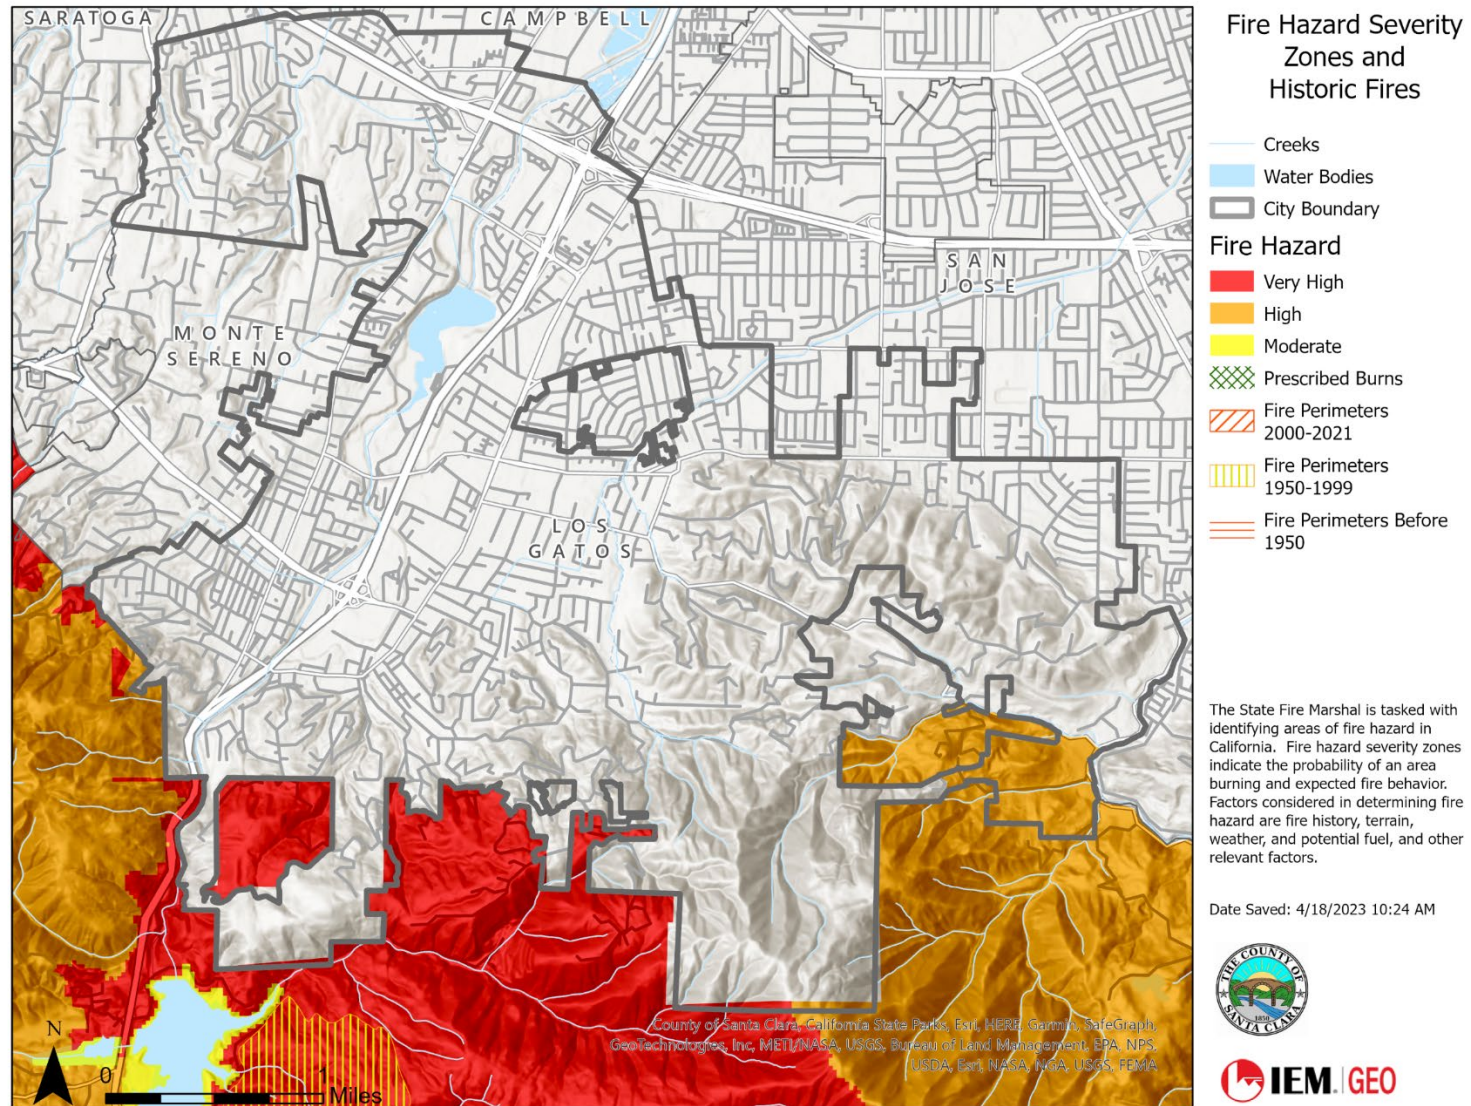 SARATOGA
CAMPBELL
SAN
JOSE
MONTE
SERENO
LOS
GATOS
County of Santa Clara, California State Parks, Esri, HERE, Garmin, SafeGraph,
GeoTechnologies, Inc, METI/NASA, USGS, Bureau of Land Management, EPA, NPS,
USDA, Esri, NASA, NGA, USGS, FEMA
N
0 1
Miles
Fire Hazard Severity
Zones and
Historic Fires
Creeks
Water Bodies
City Boundary
Fire Hazard
Very High
High
Moderate
Prescribed Burns
Fire Perimeters
2000-2021
Fire Perimeters
1950-1999
Fire Perimeters Before
1950
The State Fire Marshal is tasked with
identifying areas of fire hazard in
California. Fire hazard severity zones
indicate the probability of an area
burning and expected fire behavior.
Factors considered in determining fire
hazard are fire history, terrain,
weather, and potential fuel, and other
relevant factors.
Date Saved: 4/18/2023 10:24 AM
THE COUNTY OF
SANTA CLARA
1850
IEM GEO